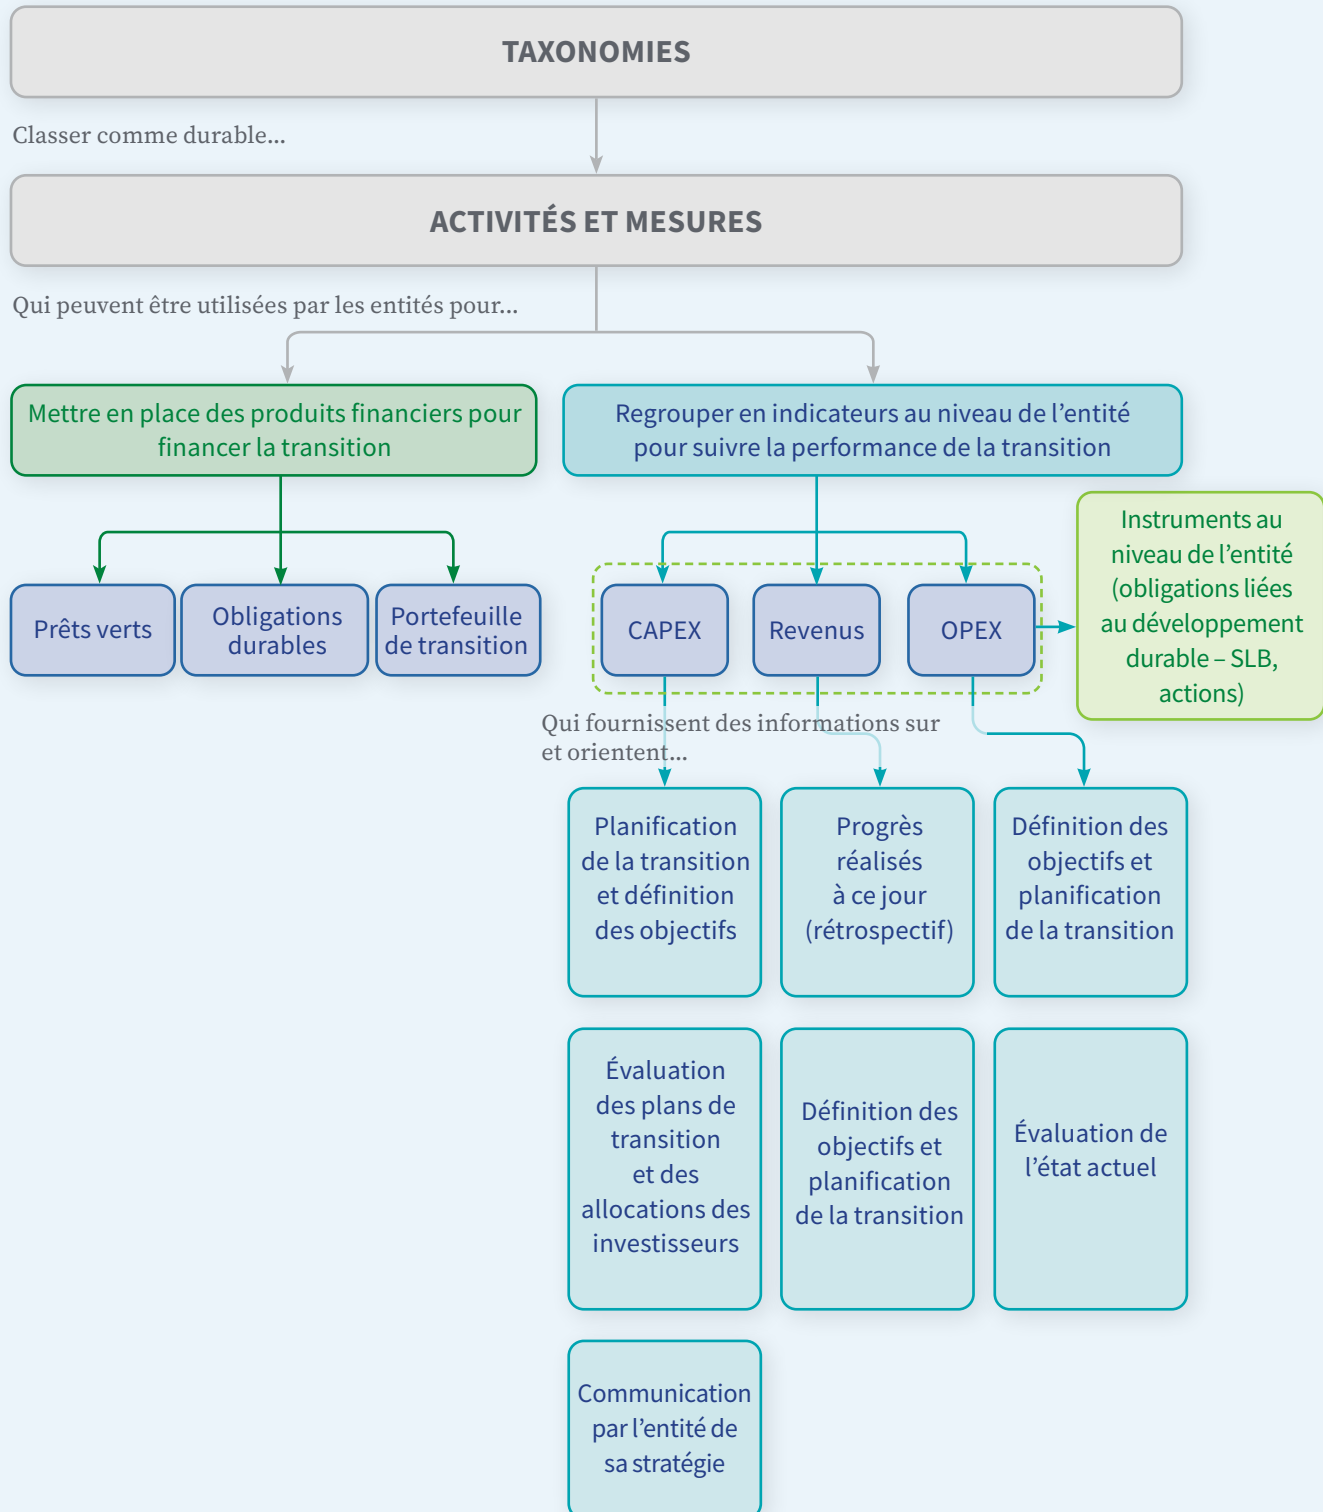 TAXONOMIES
Classer comme durable...
ACTIVITÉS ET MESURES
Qui peuvent être utilisées par les entités pour...
Mettre en place des produits financiers pour
financer la transition
Regrouper en indicateurs au niveau de l’entité
pour suivre la performance de la transition
Prêts verts
Obligations
durables
Portefeuille
de transition
CAPEX
Revenus
OPEX
Instruments au
niveau de l’entité
(obligations liées
au développement
durable – SLB,
actions)
Qui fournissent des informations sur
et orientent...
Planification
de la transition
et définition
des objectifs
Progrès
réalisés
à ce jour
(rétrospectif)
Définition des
objectifs et
planification
de la transition
Évaluation
des plans de
transition
et des
allocations des
investisseurs
Définition des
objectifs et
planification
de la transition
Évaluation de
l’état actuel
Communication
par l’entité de
sa stratégie